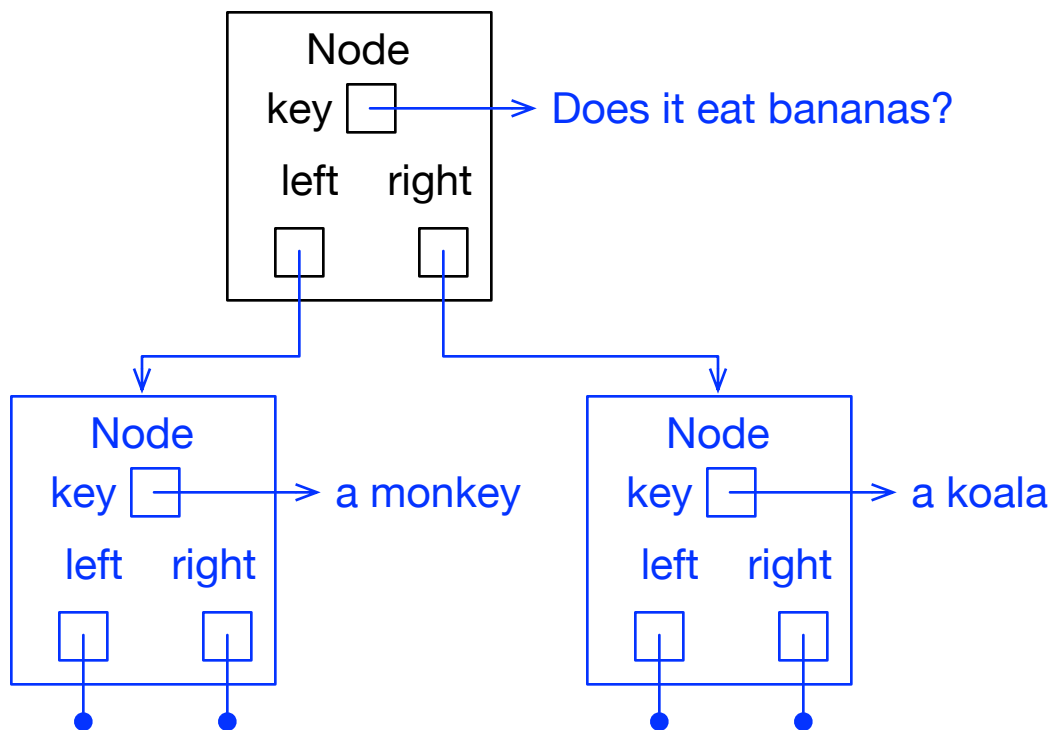 Node
key Does it eat bananas?
left right
Node
key a monkey
left right
Node
key a koala
left right